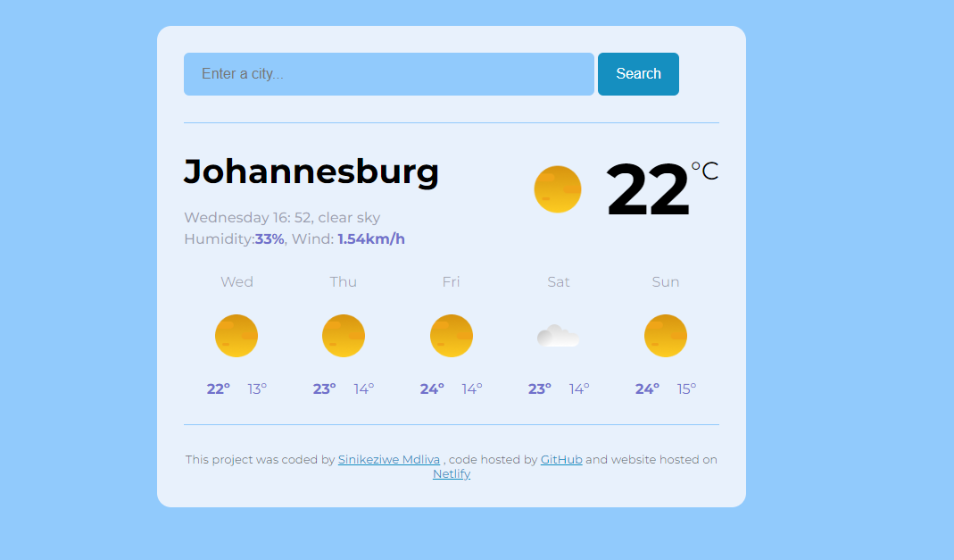 Enter a city...
Search
Johannesburg
22°C
Wednesday 16: 52, clear sky
Humidity:33%, Wind: 1.54km/h
Wed Thu Fri Sat Sun
22° 13° 23° 14° 24° 14° 23° 14° 24° 15°
This project was coded by Sinikeziwe Mdliva , code hosted by GitHub and website hosted on
Netlify